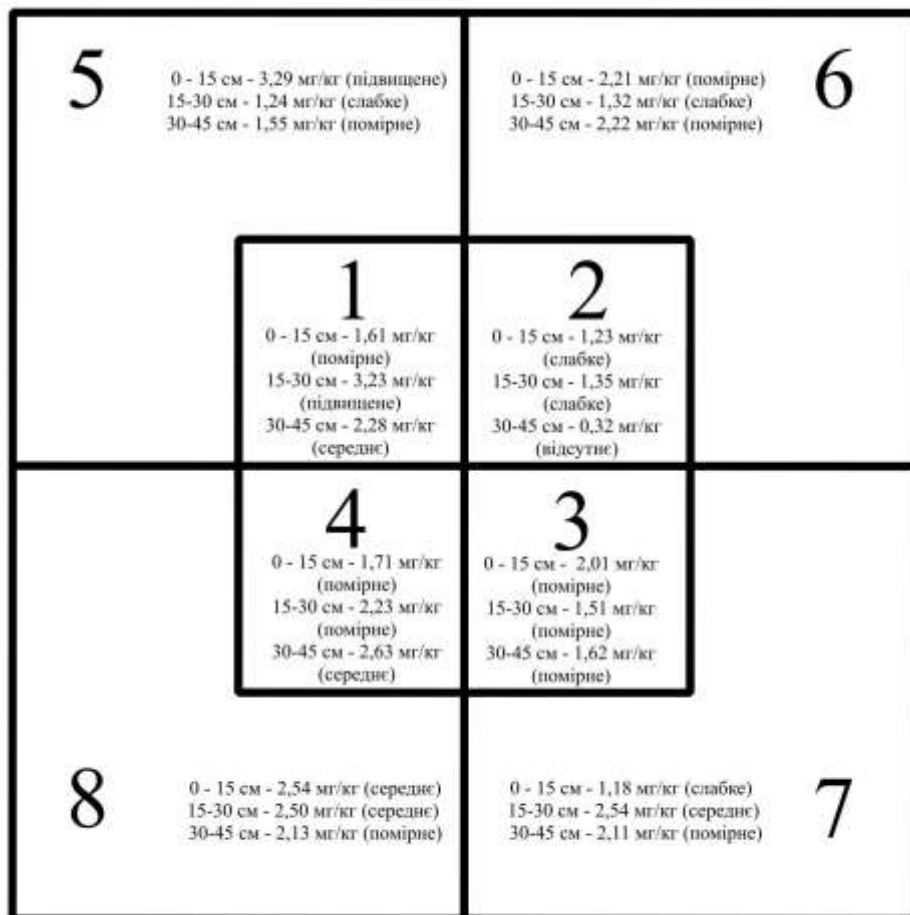 5
0 - 15 см - 3,29 мг/кг (підвищене)
15-30 см - 1,24 мг/кг (слабке)
30-45 см - 1,55 мг/кг (помірне)
0 - 15 см - 2,21 мг/кг (помірне)
15-30 см - 1,32 мг/кг (слабке)
30-45 см - 2,22 мг/кг (помірне)
6
1
0 - 15 см - 1,61 мг/кг
(помірне)
15-30 см - 3,23 мг/кг
(підвищене)
30-45 см - 2,28 мг/кг
(середнє)
2
0 - 15 см - 1,23 мг/кг
(слабке)
15-30 см - 1,35 мг/кг
(слабке)
30-45 см - 0,32 мг/кг
(відсутнє)
4
0 - 15 см - 1,71 мг/кг
(помірне)
15-30 см - 2,23 мг/кг
(помірне)
30-45 см - 2,63 мг/кг
(середнє)
3
0 - 15 см - 2,01 мг/кг
(помірне)
15-30 см - 1,51 мг/кг
(помірне)
30-45 см - 1,62 мг/кг
(помірне)
8
0 - 15 см - 2,54 мг/кг (середнє)
15-30 см - 2,50 мг/кг (середнє)
30-45 см - 2,13 мг/кг (помірне)
0 - 15 см - 1,18 мг/кг (слабке)
15-30 см - 2,54 мг/кг (середнє)
30-45 см - 2,11 мг/кг (помірне)
7